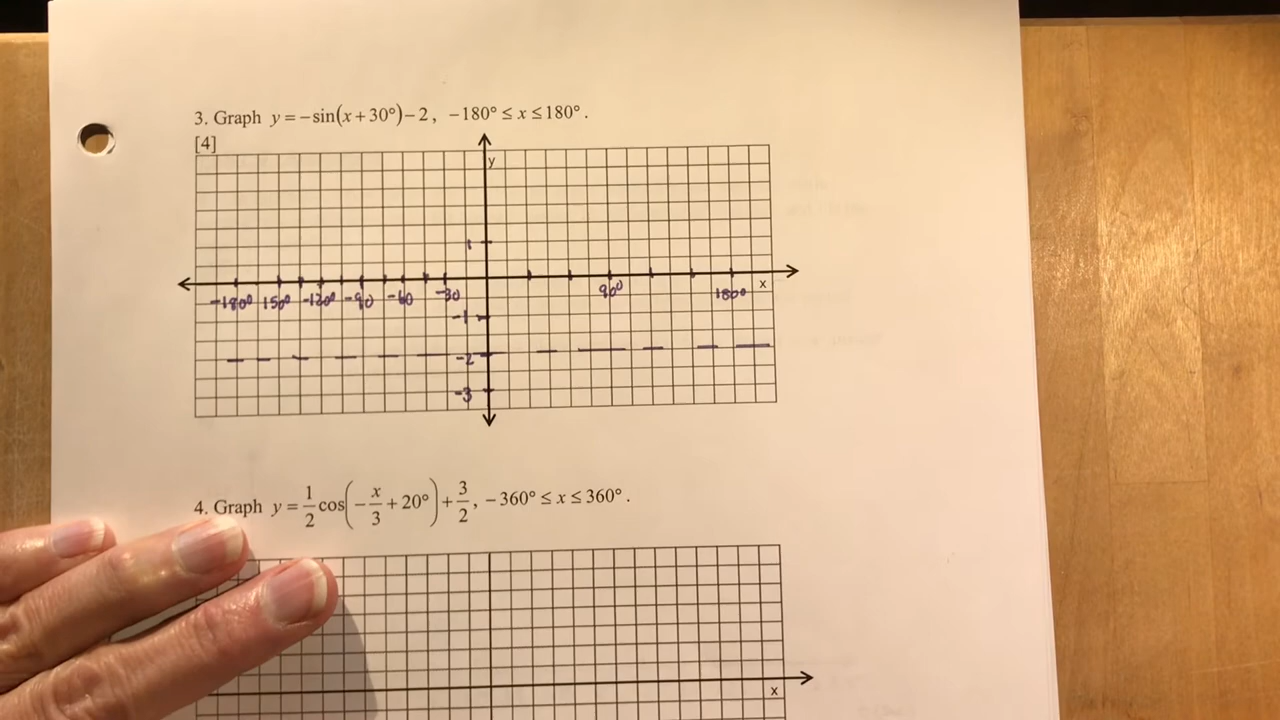 3. Graph y = −sin(x + 30°) − 2, −180° ≤ x ≤ 180°.
[4]
y
1
-180° 150° -120° -90 -60 -30 90° 180° x
-1
-2
-3
4. Graph y = 1/2 cos(−x/3 + 20°) + 3/2, −360° ≤ x ≤ 360°.
x